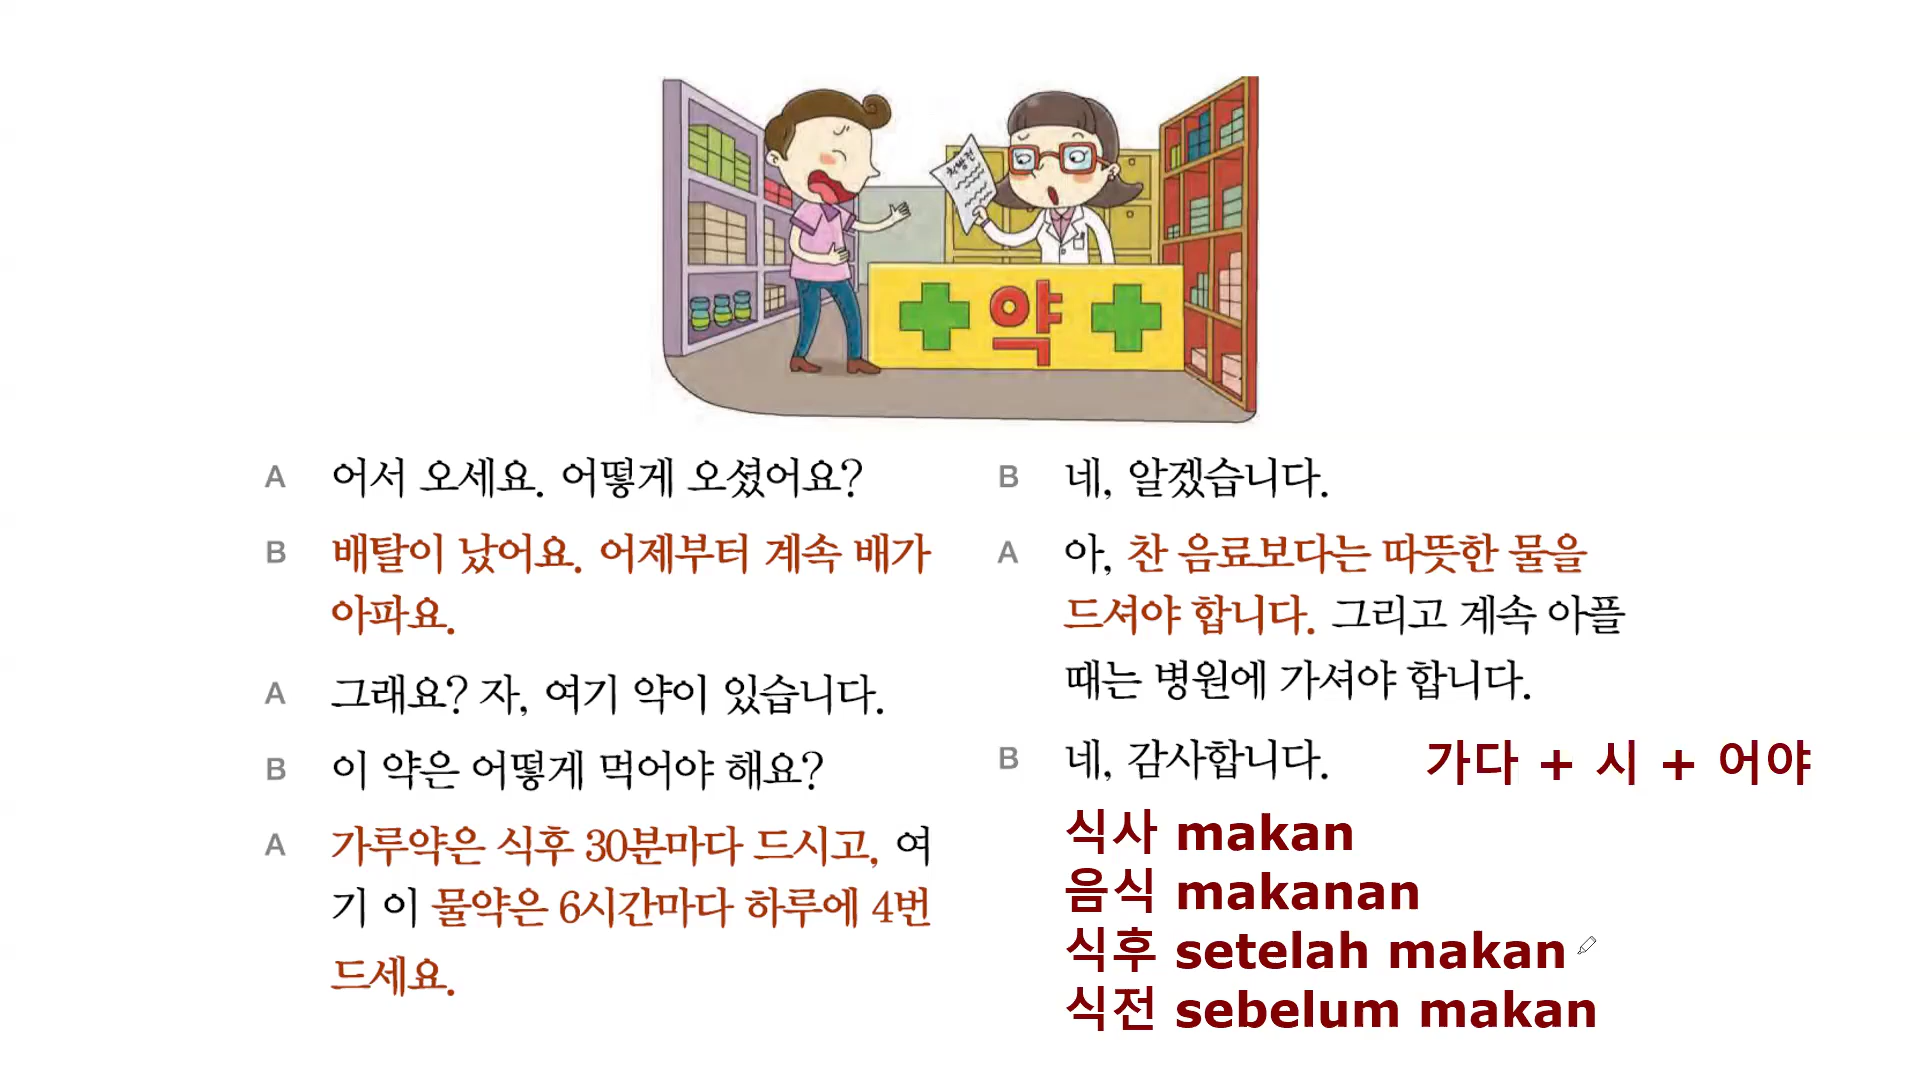 처방전
약
A 어서 오세요. 어떻게 오셨어요?
B 배탈이 났어요. 어제부터 계속 배가
아파요.
A 그래요? 자, 여기 약이 있습니다.
B 이 약은 어떻게 먹어야 해요?
A 가루약은 식후 30분마다 드시고, 여
기 이 물약은 6시간마다 하루에 4번
드세요.
B 네, 알겠습니다.
A 아, 찬 음료보다는 따뜻한 물을
드셔야 합니다. 그리고 계속 아플
때는 병원에 가셔야 합니다.
B 네, 감사합니다.
가다 + 시 + 어야
식사 makan
음식 makanan
식후 setelah makan
식전 sebelum makan